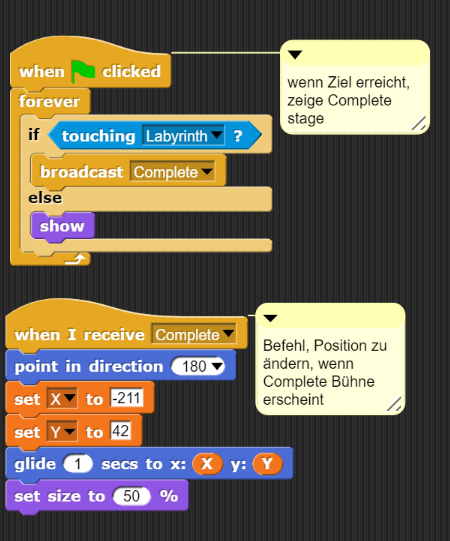 when clicked
wenn Ziel erreicht,
zeige Complete
stage
forever
if touching Labyrinth ?
broadcast Complete
else
show
when I receive Complete
Befehl, Position zu
ändern, wenn
Complete Bühne
erscheint
point in direction 180
set X to -211
set Y to 42
glide 1 secs to x: X y: Y
set size to 50 %